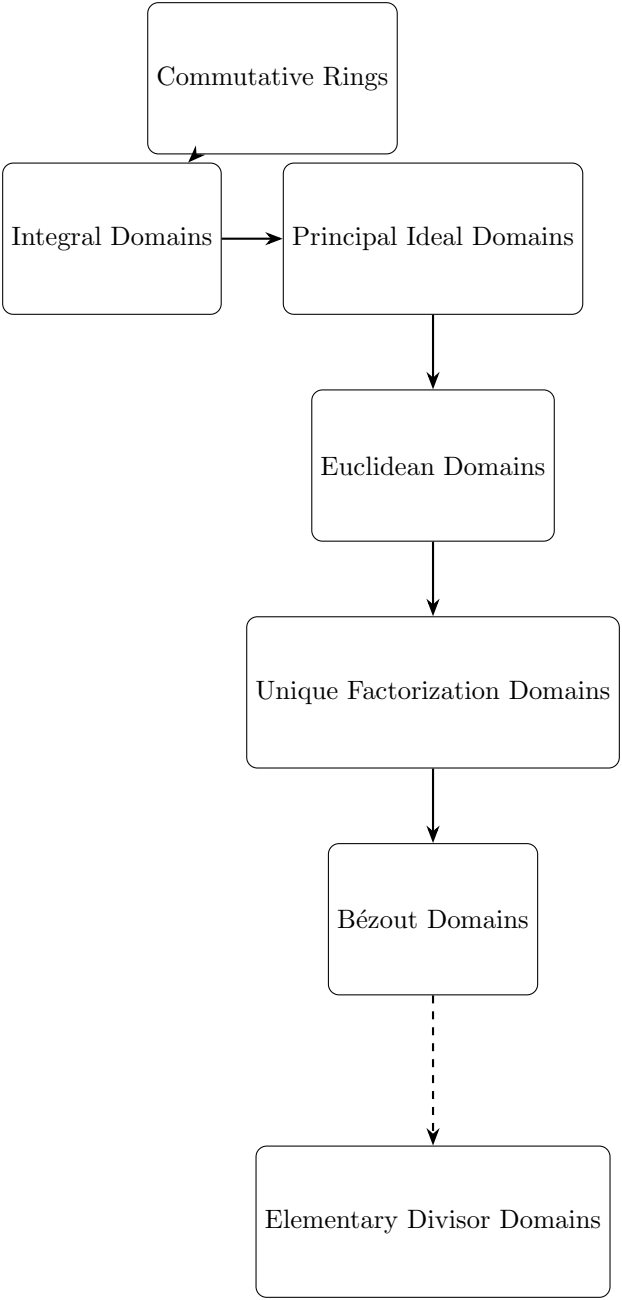 Commutative Rings
Integral Domains
Principal Ideal Domains
Euclidean Domains
Unique Factorization Domains
Bézout Domains
Elementary Divisor Domains